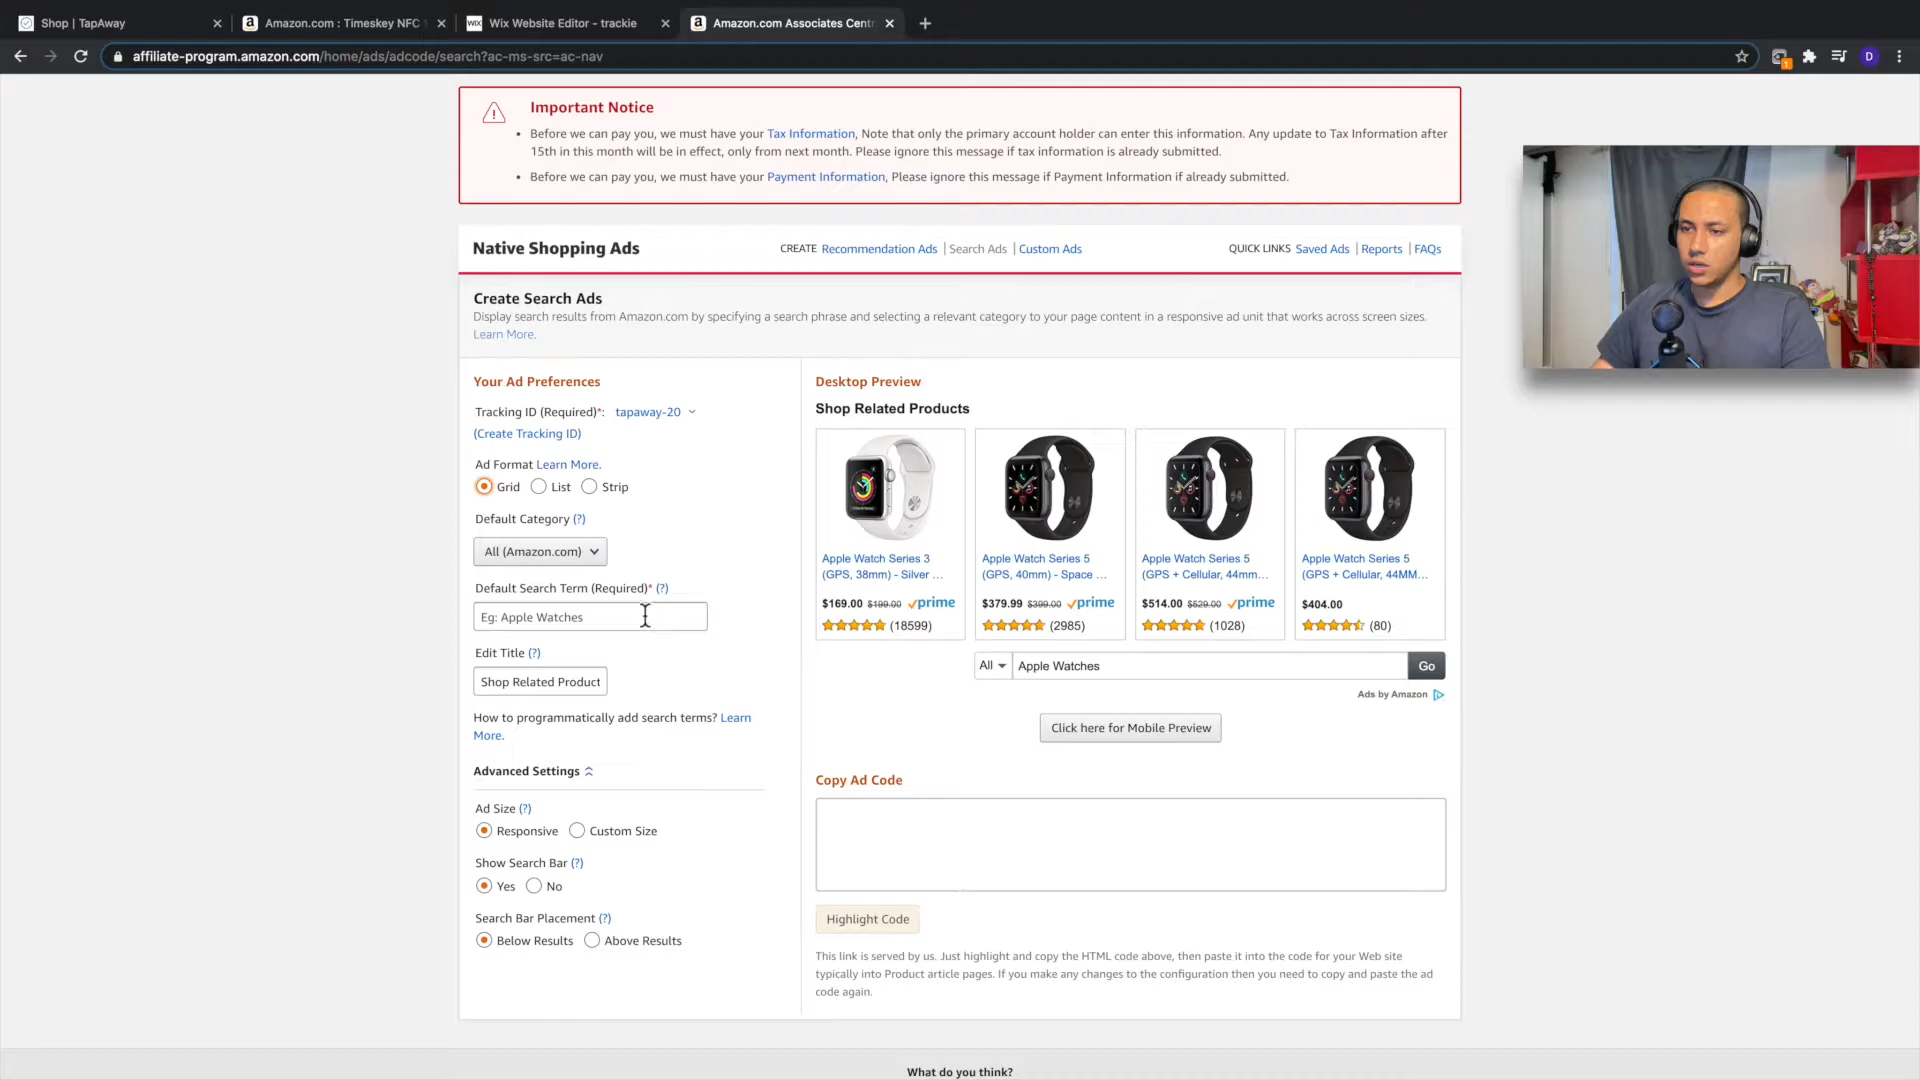 Shop | TapAway
Amazon.com : Timeskey NFC
Wix Website Editor - trackie
Amazon.com Associates Cent
affiliate-program.amazon.com/home/ads/adcode/search?ac-ms-src=ac-nav
1
D
Important Notice
• Before we can pay you, we must have your Tax Information, Note that only the primary account holder can enter this information. Any update to Tax Information after
15th in this month will be in effect, only from next month. Please ignore this message if tax information is already submitted.
• Before we can pay you, we must have your Payment Information, Please ignore this message if Payment Information if already submitted.
Native Shopping Ads
CREATE Recommendation Ads | Search Ads | Custom Ads
QUICK LINKS Saved Ads | Reports | FAQs
Create Search Ads
Display search results from Amazon.com by specifying a search phrase and selecting a relevant category to your page content in a responsive ad unit that works across screen sizes.
Learn More.
Your Ad Preferences
Tracking ID (Required)*: tapaway-20
(Create Tracking ID)
Ad Format Learn More.
Grid List Strip
Default Category (?)
All (Amazon.com)
Default Search Term (Required)* (?)
Eg: Apple Watches
Edit Title (?)
Shop Related Product
How to programmatically add search terms? Learn
More.
Advanced Settings
Ad Size (?)
Responsive Custom Size
Show Search Bar (?)
Yes No
Search Bar Placement (?)
Below Results Above Results
Desktop Preview
Shop Related Products
Apple Watch Series 3
(GPS, 38mm) - Silver ...
$169.00 $199.00 prime
(18599)
Apple Watch Series 5
(GPS, 40mm) - Space ...
$379.99 $399.00 prime
(2985)
Apple Watch Series 5
(GPS + Cellular, 44mm...
$514.00 $529.00 prime
(1028)
Apple Watch Series 5
(GPS + Cellular, 44MM...
$404.00
(80)
All Apple Watches Go
Ads by Amazon
Click here for Mobile Preview
Copy Ad Code
Highlight Code
This link is served by us. Just highlight and copy the HTML code above, then paste it into the code for your Web site
typically into Product article pages. If you make any changes to the configuration then you need to copy and paste the ad
code again.
What do you think?